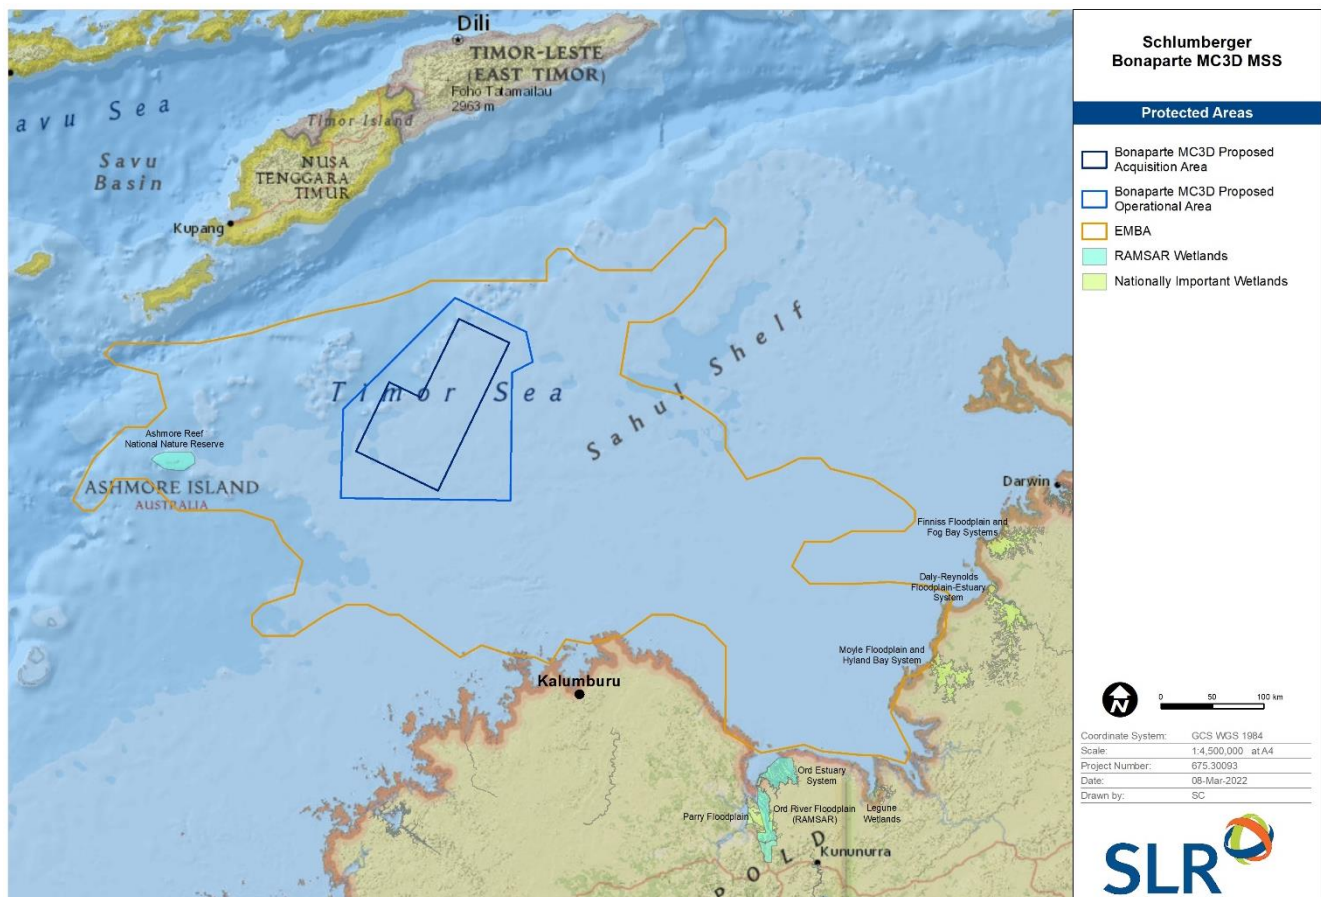 Dili
TIMOR-LESTE
(EAST TIMOR)
Foho Tatamailau
2963 m
Timor Island
avu Sea
Savu
Basin
NUSA
TENGGARA
TIMUR
Kupang
Timor Sea
Sahul Shelf
Ashmore Reef
National Nature Reserve
ASHMORE ISLAND
AUSTRALIA
Darwin
Finniss Floodplain and
Fog Bay Systems
Daly-Reynolds
Floodplain-Estuary
System
Moyle Floodplain and
Hyland Bay System
Kalumburu
Ord Estuary
System
Parry Floodplain
Ord River Floodplain
(RAMSAR)
Legune
Wetlands
Kununurra
POLD
Schlumberger
Bonaparte MC3D MSS
Protected Areas
Bonaparte MC3D Proposed
Acquisition Area
Bonaparte MC3D Proposed
Operational Area
EMBA
RAMSAR Wetlands
Nationally Important Wetlands
N
0 50 100 km
Coordinate System: GCS WGS 1984
Scale: 1:4,500,000 at A4
Project Number: 675.30093
Date: 08-Mar-2022
Drawn by: SC
SLR